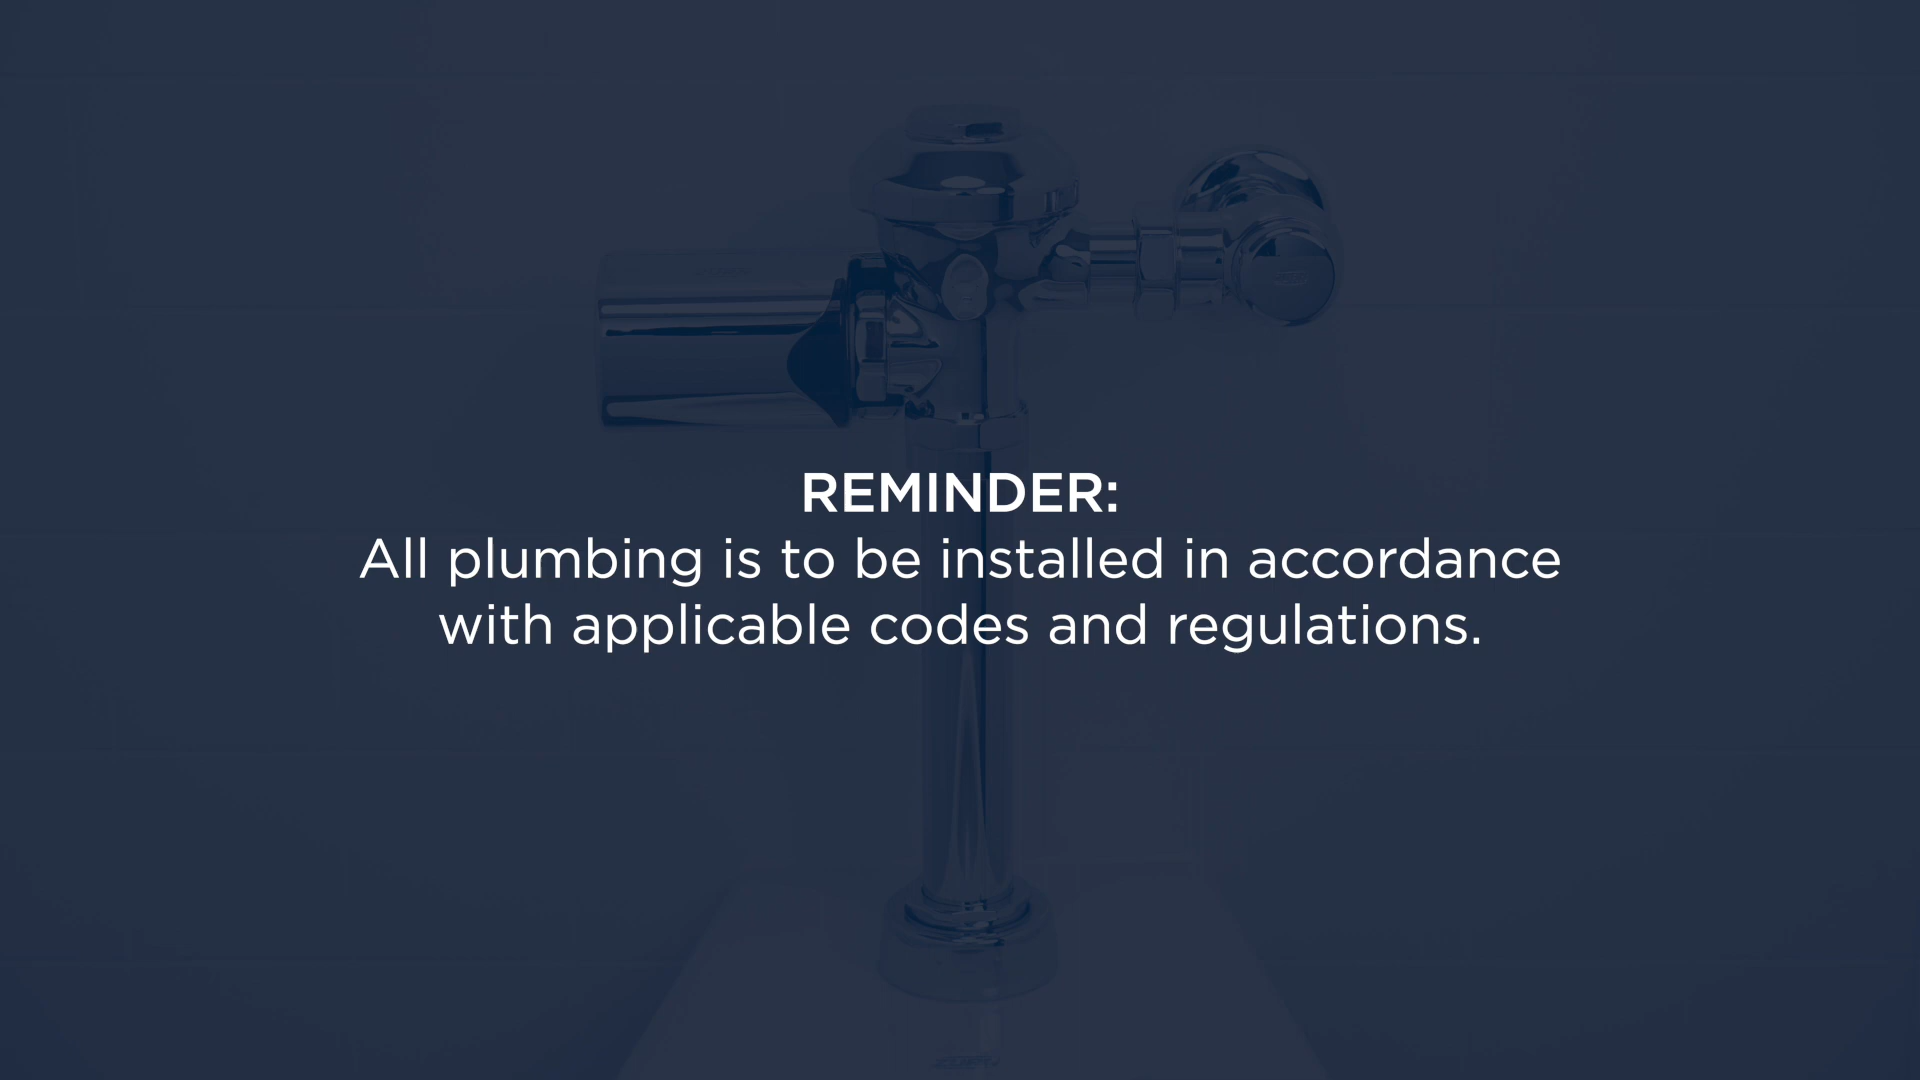 REMINDER:
All plumbing is to be installed in accordance
with applicable codes and regulations.